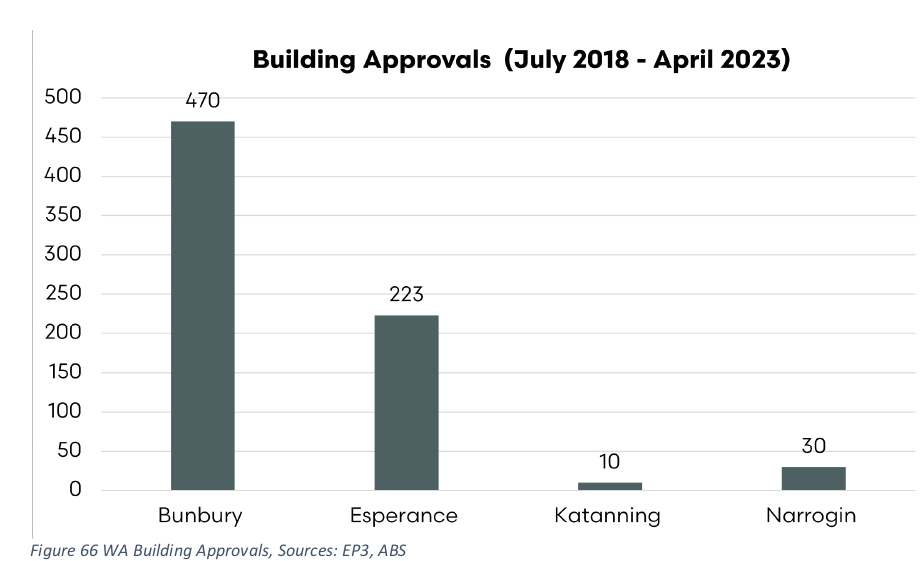 Building Approvals (July 2018 - April 2023)
500
450
400
350
300
250
200
150
100
50
0
470
223
10
30
Bunbury
Esperance
Katanning
Narrogin
Figure 66 WA Building Approvals, Sources: EP3, ABS